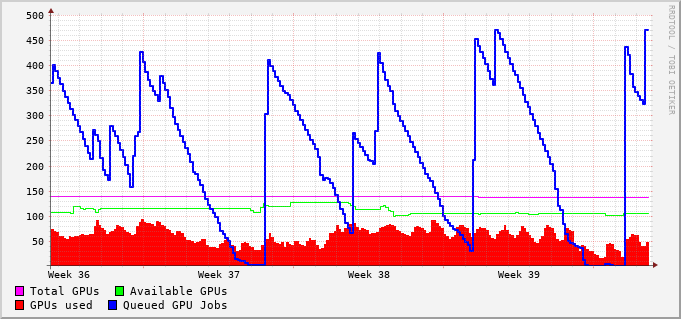 500
450
400
350
300
250
200
150
100
50
Week 36 Week 37 Week 38 Week 39
Total GPUs Available GPUs
GPUs used Queued GPU Jobs
RRDTOOL / TOBI OETIKER